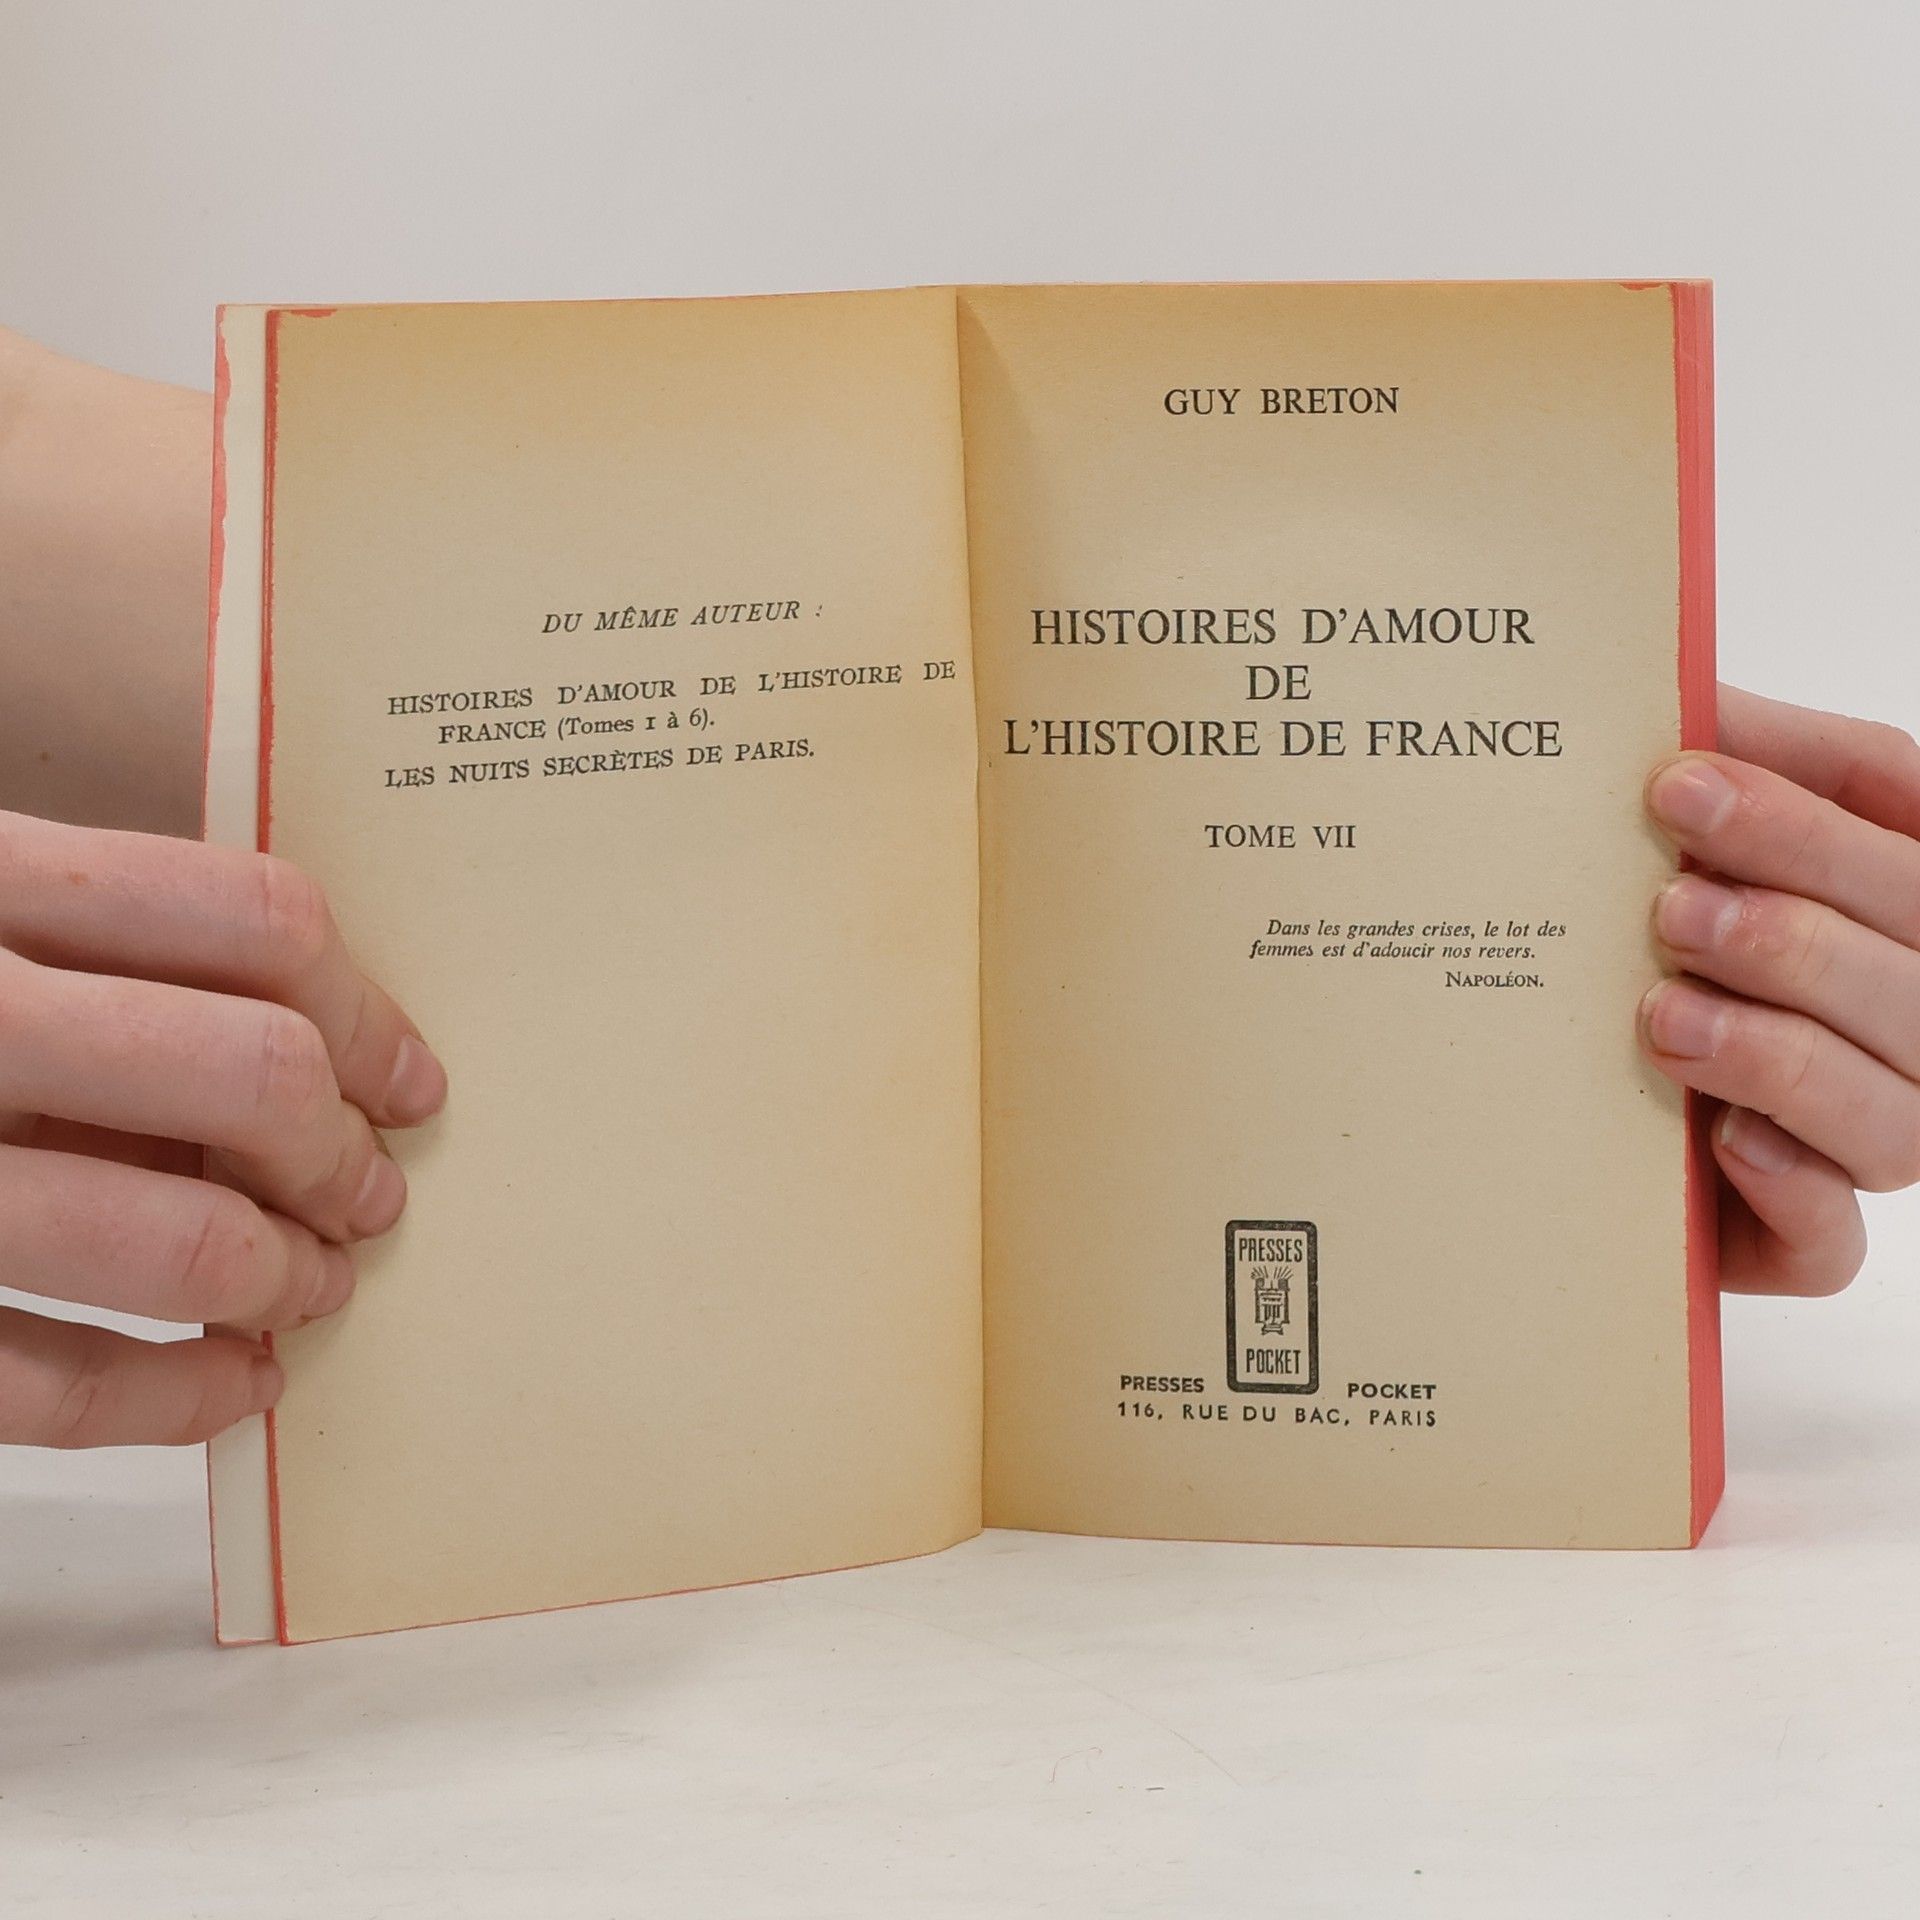 DU MÊME AUTEUR :
HISTOIRES D'AMOUR DE L'HISTOIRE DE
FRANCE (Tomes 1 à 6).
LES NUITS SECRÈTES DE PARIS.
GUY BRETON
HISTOIRES D'AMOUR
DE
L'HISTOIRE DE FRANCE
TOME VII
Dans les grandes crises, le lot des
femmes est d'adoucir nos revers.
NAPOLÉON.
PRESSES
POCKET
PRESSES POCKET
116, RUE DU BAC, PARIS